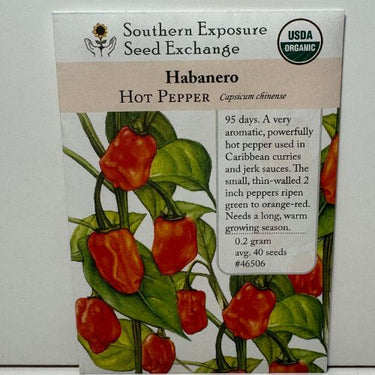 Southern Exposure
Seed Exchange
USDA
ORGANIC
Habanero
HOT PEPPER Capsicum chinense
95 days. A very
aromatic, powerfully
hot pepper used in
Caribbean curries
and jerk sauces. The
small, thin-walled 2
inch peppers ripen
green to orange-red.
Needs a long, warm
growing season.
0.2 gram
avg. 40 seeds
#46506